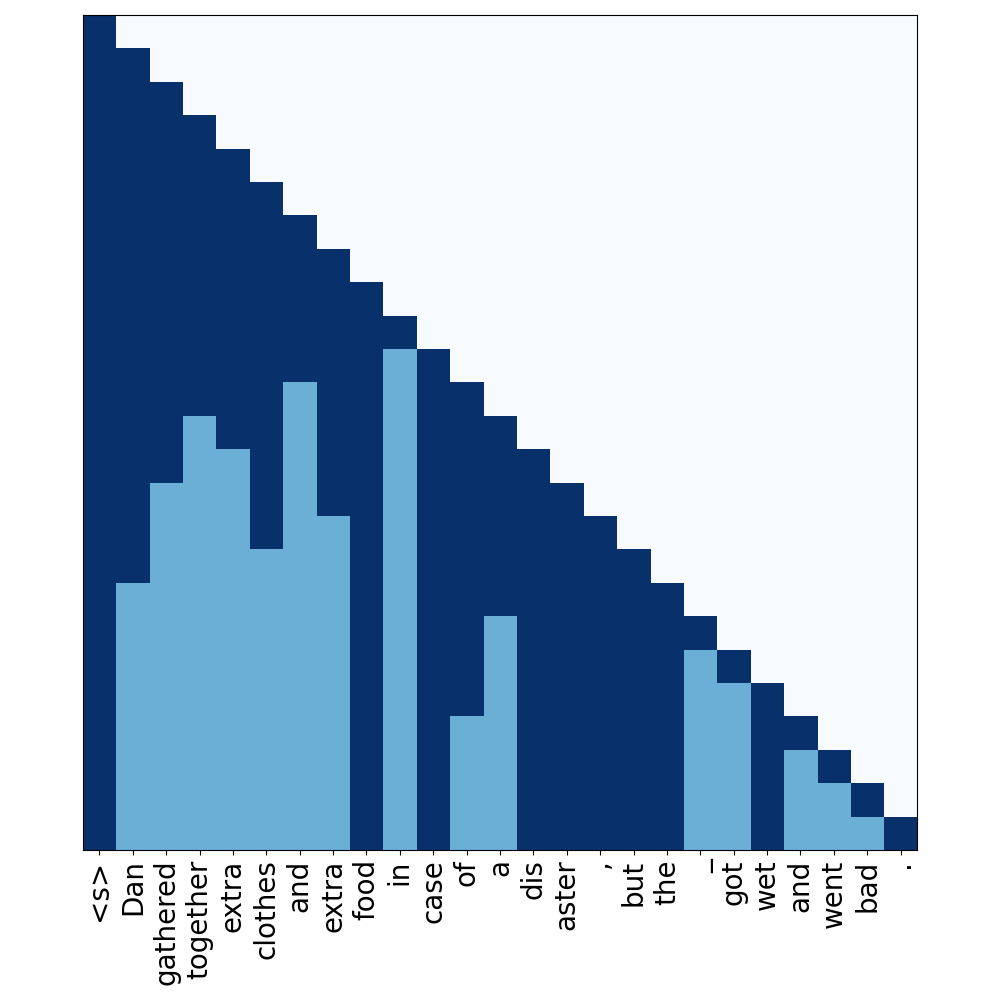 <s> Dan gathered together extra clothes and extra food in case of a dis aster , but the _ got wet and went bad .